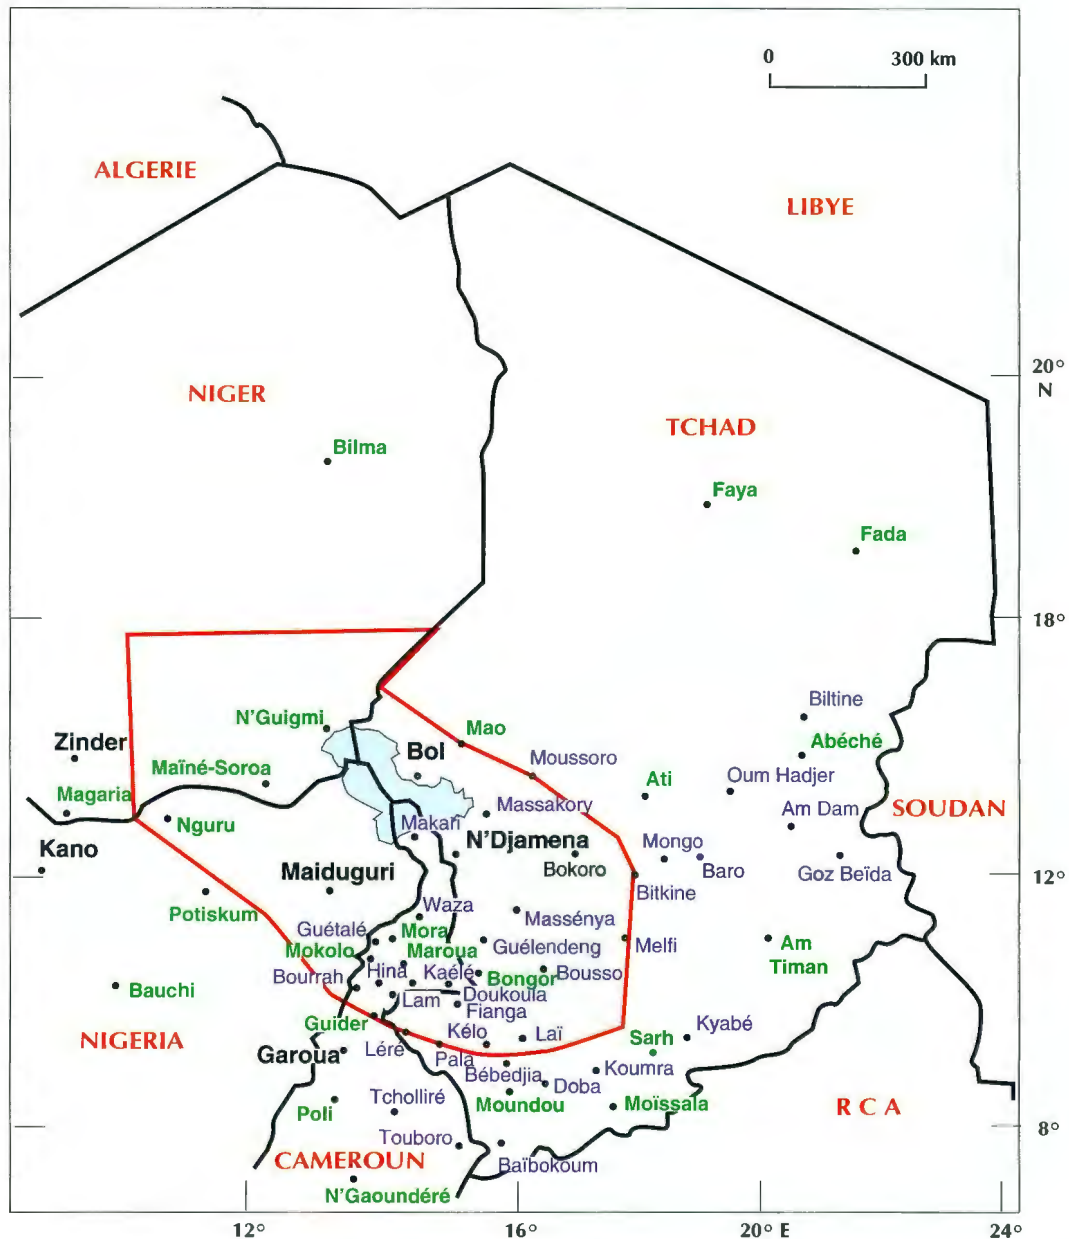 0 300 km
ALGERIE
LIBYE
20°
N
NIGER
TCHAD
Bilma
Faya
Fada
18°
Biltine
N'Guigmi
Mao
Zinder
Bol
Abéché
Moussoro
Maïné-Soroa
Ati
Oum Hadjer
Magaria
Massakory
Am Dam
SOUDAN
Nguru
Makari
N'Djamena
Mongo
Kano
Bokoro
Baro
Goz Beïda
12°
Maiduguri
Bitkine
Potiskum
Waza
Massénya
Guétalé
Mora
Guélendeng
Melfi
Am
Timan
Mokolo
Maroua
Bourrah
Hina
Kaélé
Bongor
Bousso
Bauchi
Lam
Doukoula
Fianga
Guider
Kélo
Laï
Kyabé
NIGERIA
Sarh
Garoua
Léré
Pala
Bébedjia
Koumra
Doba
Tcholliré
Moundou
Moïssala
R C A
Poli
8°
Touboro
CAMEROUN
Baïbokoum
N'Gaoundéré
12° 16° 20° E 24°